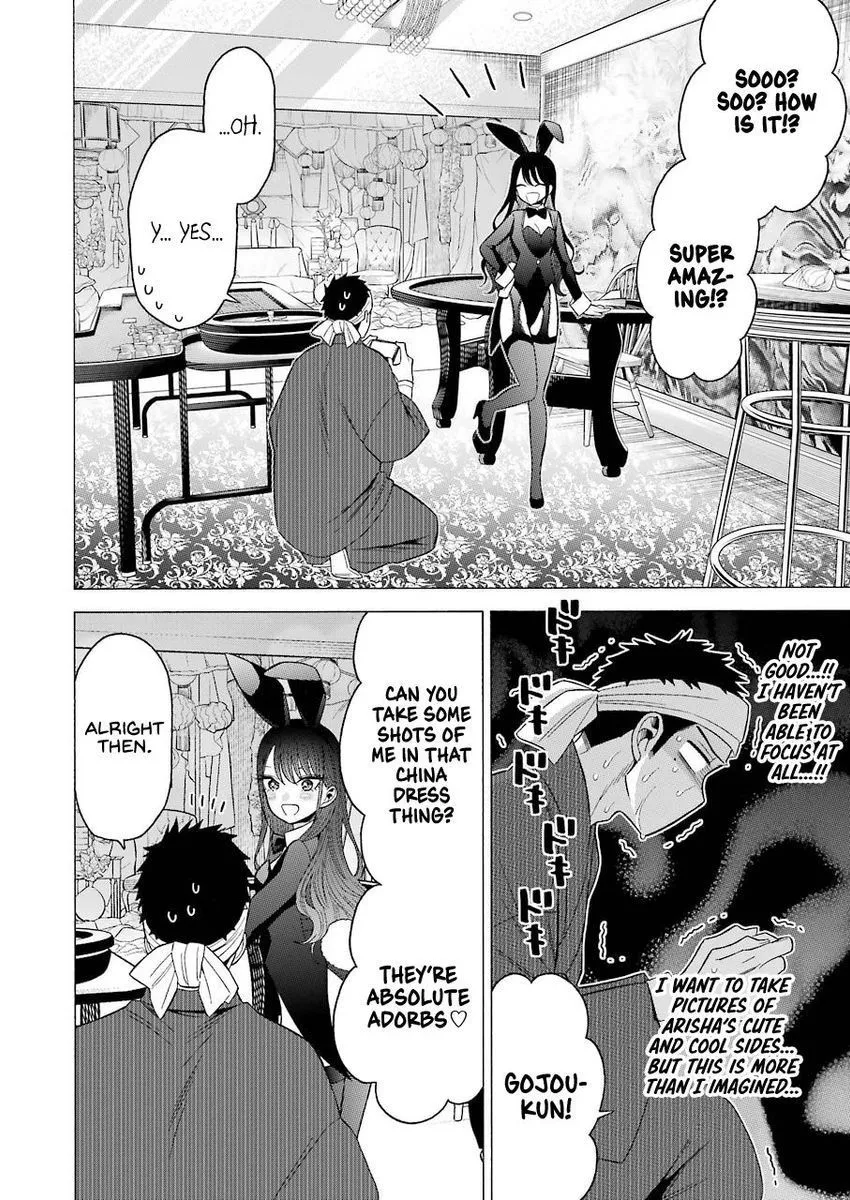 SOOO?
SOO? HOW
IS IT!?
SUPER
AMAZ-
ING!?
...OH.
Y... YES...
NOT
GOOD...!!
I HAVEN'T
BEEN
ABLE TO
FOCUS AT
ALL...!!
ドキ
ドキ
ドキ
ドキ
I WANT TO TAKE
PICTURES OF
ARISHA'S CUTE
AND COOL SIDES...
BUT THIS IS MORE
THAN I IMAGINED...
GOJOU-
KUN!
CAN YOU
TAKE SOME
SHOTS OF
ME IN THAT
CHINA
DRESS
THING?
THEY'RE
ABSOLUTE
ADORBS♡
ALRIGHT
THEN.